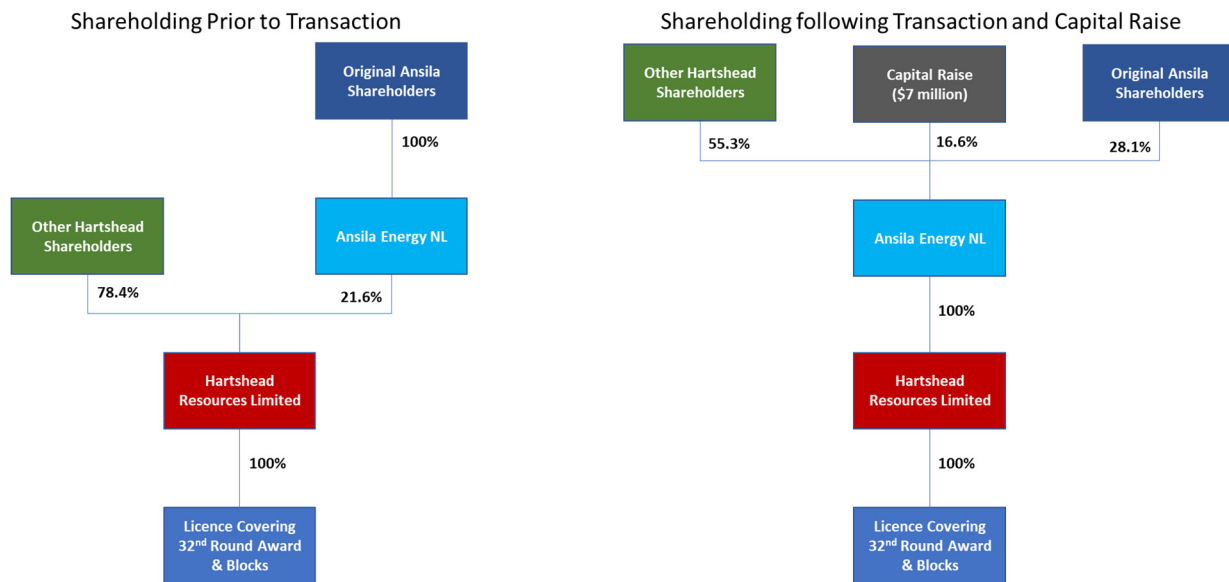 Shareholding Prior to Transaction
Original Ansila
Shareholders
100%
Other Hartshead
Shareholders
Ansila Energy NL
78.4%
21.6%
Hartshead
Resources Limited
100%
Licence Covering
32nd Round Award
& Blocks
Shareholding following Transaction and Capital Raise
Other Hartshead
Shareholders
Capital Raise
($7 million)
Original Ansila
Shareholders
55.3%
16.6%
28.1%
Ansila Energy NL
100%
Hartshead
Resources Limited
100%
Licence Covering
32nd Round Award
& Blocks